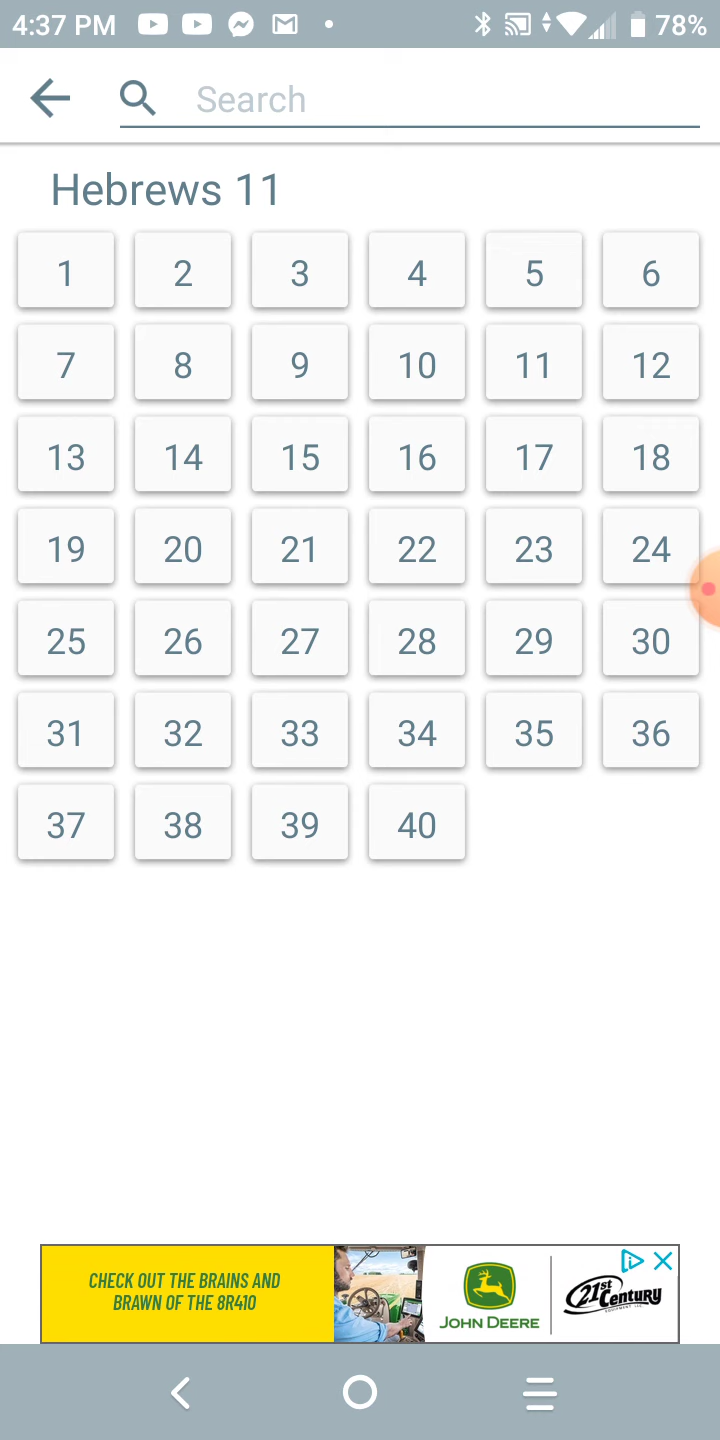 4:37 PM 78%
Search
Hebrews 11
1 2 3 4 5 6
7 8 9 10 11 12
13 14 15 16 17 18
19 20 21 22 23 24
25 26 27 28 29 30
31 32 33 34 35 36
37 38 39 40
CHECK OUT THE BRAINS AND
BRAWN OF THE 8R410
JOHN DEERE
21st Century
EQUIPMENT, LLC